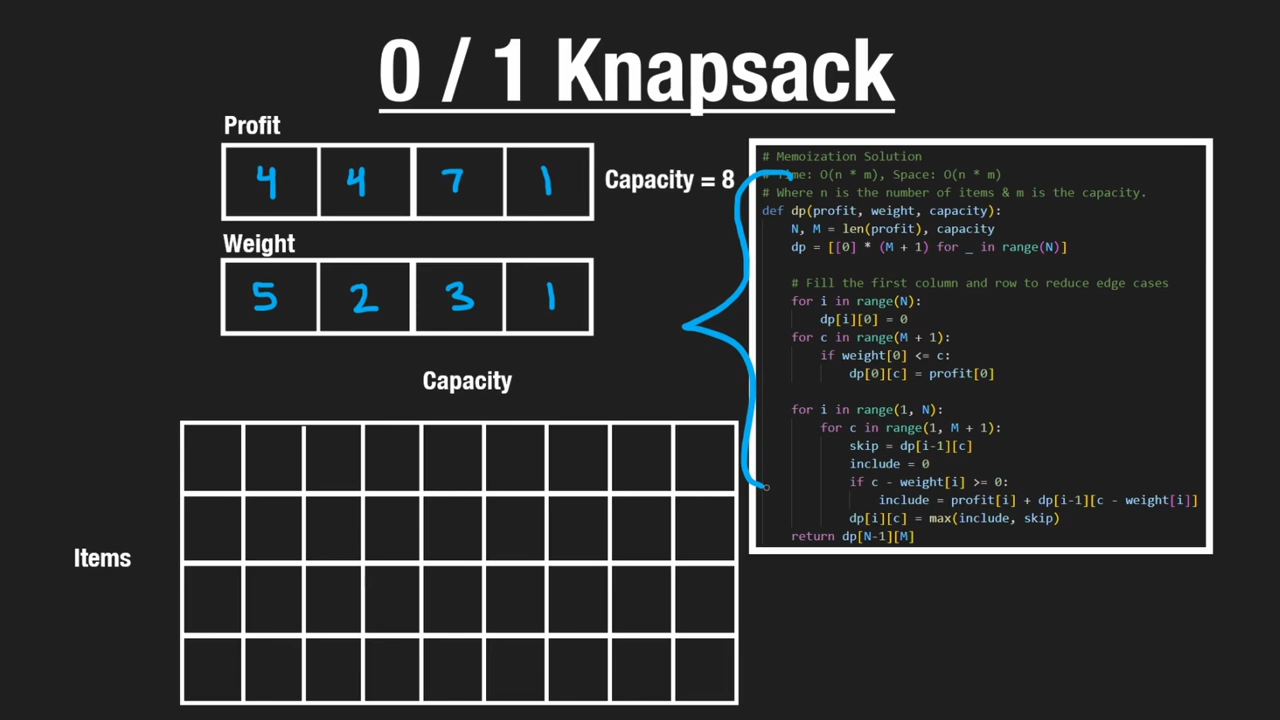 0 / 1 Knapsack
Profit
4 4 7 1
Capacity = 8
Weight
5 2 3 1
Capacity
Items
# Memoization Solution
# Time: O(n * m), Space: O(n * m)
# Where n is the number of items & m is the capacity.
def dp(profit, weight, capacity):
    N, M = len(profit), capacity
    dp = [[0] * (M + 1) for _ in range(N)]
    # Fill the first column and row to reduce edge cases
    for i in range(N):
        dp[i][0] = 0
    for c in range(M + 1):
        if weight[0] <= c:
            dp[0][c] = profit[0]
    for i in range(1, N):
        for c in range(1, M + 1):
            skip = dp[i-1][c]
            include = 0
            if c - weight[i] >= 0:
                include = profit[i] + dp[i-1][c - weight[i]]
            dp[i][c] = max(include, skip)
    return dp[N-1][M]